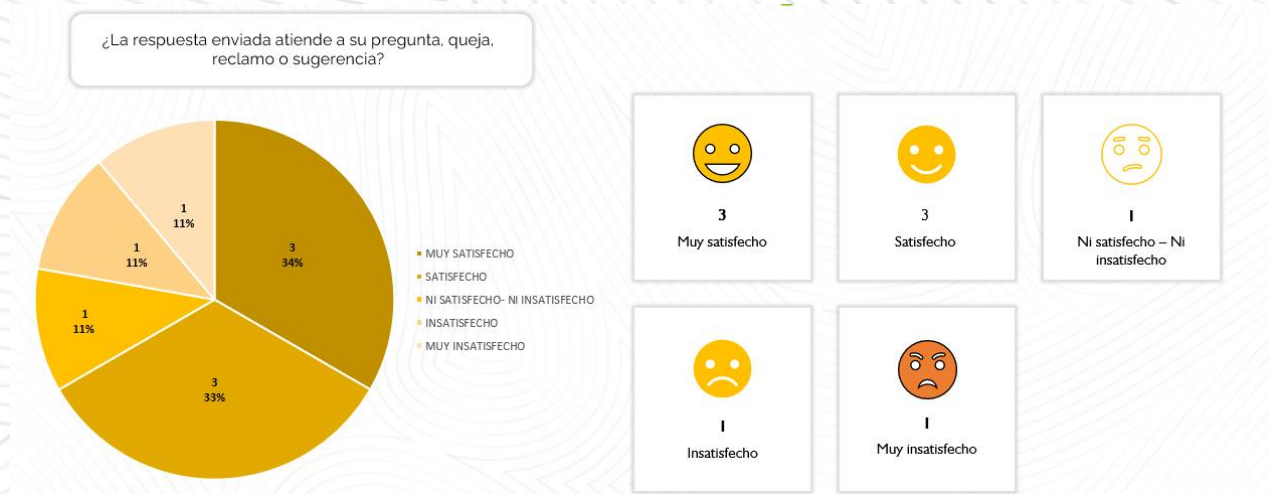 ¿La respuesta enviada atiende a su pregunta, queja,
reclamo o sugerencia?
1
11%
1
11%
3
34%
1
11%
3
33%
MUY SATISFECHO
SATISFECHO
NI SATISFECHO- NI INSATISFECHO
INSATISFECHO
MUY INSATISFECHO
3
Muy satisfecho
3
Satisfecho
1
Ni satisfecho – Ni
insatisfecho
1
Insatisfecho
1
Muy insatisfecho